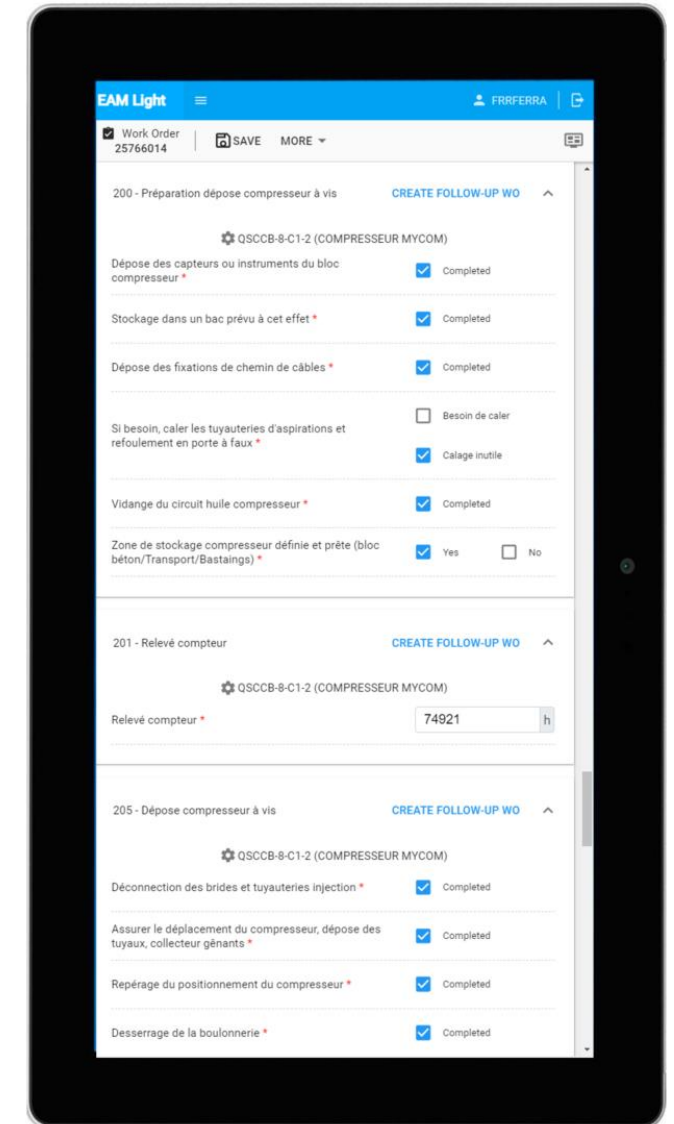 EAM Light FRRFERRA
Work Order SAVE MORE
25766014
200 - Préparation dépose compresseur à vis CREATE FOLLOW-UP WO
QSCCB-8-C1-2 (COMPRESSEUR MYCOM)
Dépose des capteurs ou instruments du bloc
compresseur * Completed
Stockage dans un bac prévu à cet effet * Completed
Dépose des fixations de chemin de câbles * Completed
Besoin de caler
Si besoin, caler les tuyauteries d'aspirations et
refoulement en porte à faux *
Calage inutile
Vidange du circuit huile compresseur * Completed
Zone de stockage compresseur définie et prête (bloc
béton/Transport/Bastaings) * Yes No
201 - Relevé compteur CREATE FOLLOW-UP WO
QSCCB-8-C1-2 (COMPRESSEUR MYCOM)
Relevé compteur * 74921 h
205 - Dépose compresseur à vis CREATE FOLLOW-UP WO
QSCCB-8-C1-2 (COMPRESSEUR MYCOM)
Déconnection des brides et tuyauteries injection * Completed
Assurer le déplacement du compresseur, dépose des
tuyaux, collecteur gênants * Completed
Repérage du positionnement du compresseur * Completed
Desserrage de la boulonnerie * Completed